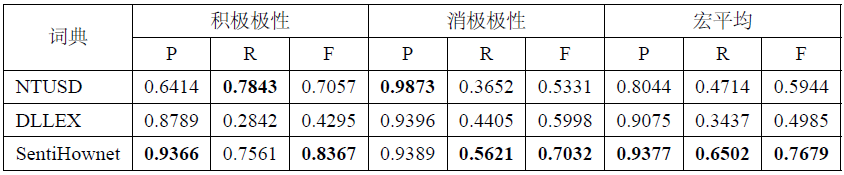 词典 积极极性 消极极性 宏平均
P R F P R F P R F
NTUSD 0.6414 0.7843 0.7057 0.9873 0.3652 0.5331 0.8044 0.4714 0.5944
DLLEX 0.8789 0.2842 0.4295 0.9396 0.4405 0.5998 0.9075 0.3437 0.4985
SentiHownet 0.9366 0.7561 0.8367 0.9389 0.5621 0.7032 0.9377 0.6502 0.7679